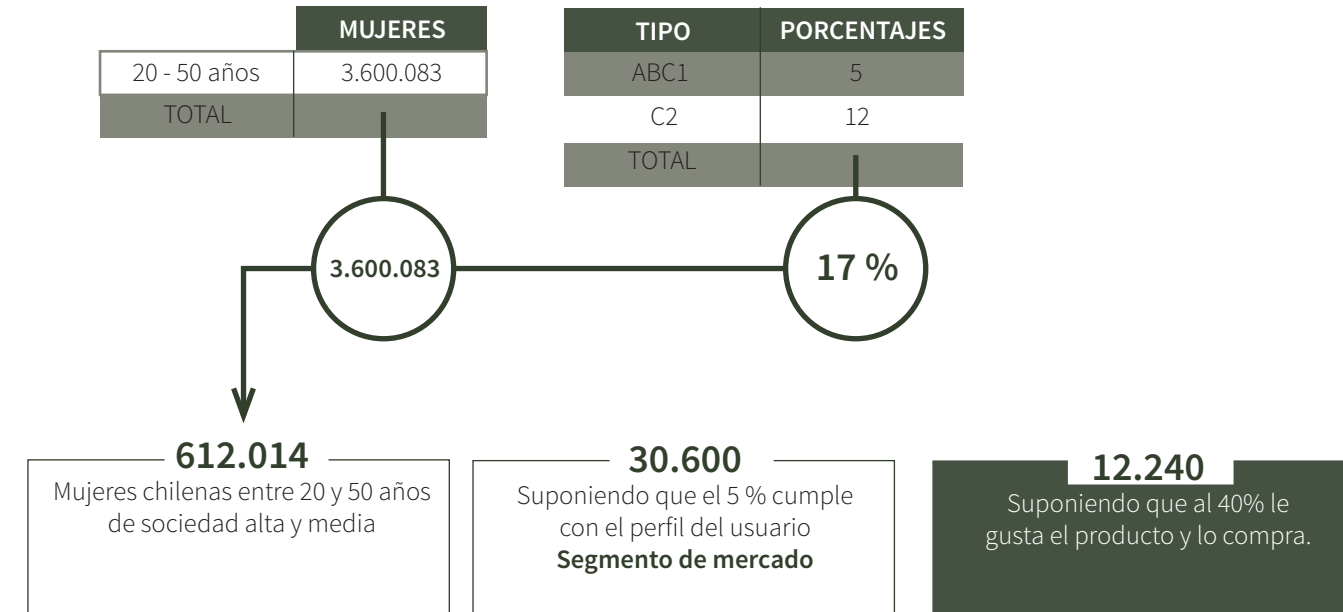 MUJERES
20 - 50 años 3.600.083
TOTAL
TIPO PORCENTAJES
ABC1 5
C2 12
TOTAL
3.600.083
17 %
612.014
Mujeres chilenas entre 20 y 50 años
de sociedad alta y media
30.600
Suponiendo que el 5 % cumple
con el perfil del usuario
Segmento de mercado
12.240
Suponiendo que al 40% le
gusta el producto y lo compra.